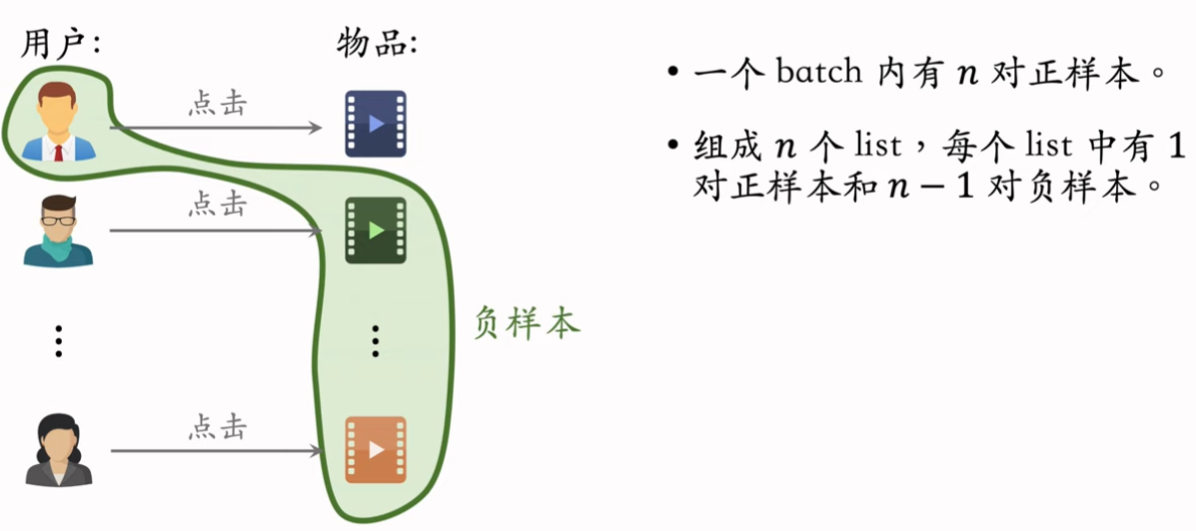 用户:
物品:
点击
点击
点击
负样本
• 一个 batch 内有 n 对正样本。
• 组成 n 个 list，每个 list 中有 1
对正样本和 n − 1 对负样本。